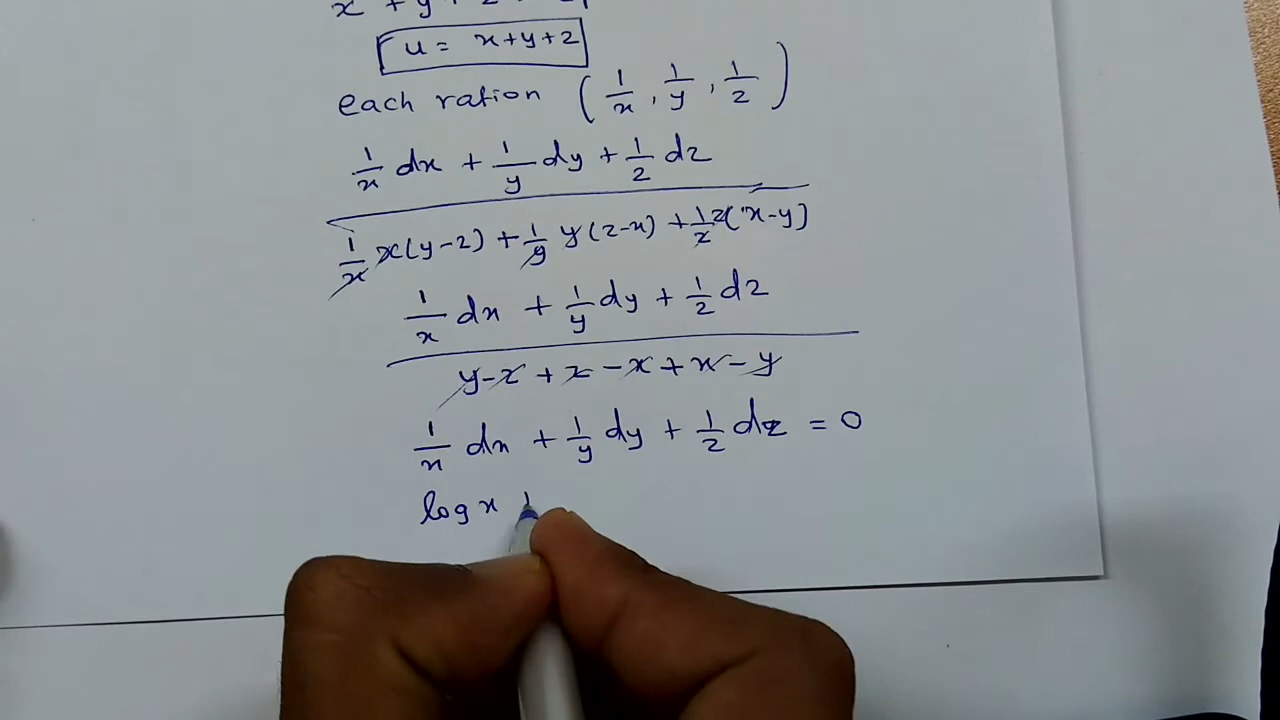 x + y + z =
u = x+y+z
each ration (1/x, 1/y, 1/z)
1/x dx + 1/y dy + 1/z dz
1/x x(y-z) + 1/y y(z-x) + 1/z z(x-y)
1/x dx + 1/y dy + 1/z dz
y-z + z - x + x - y
1/x dx + 1/y dy + 1/z dz = 0
log x +